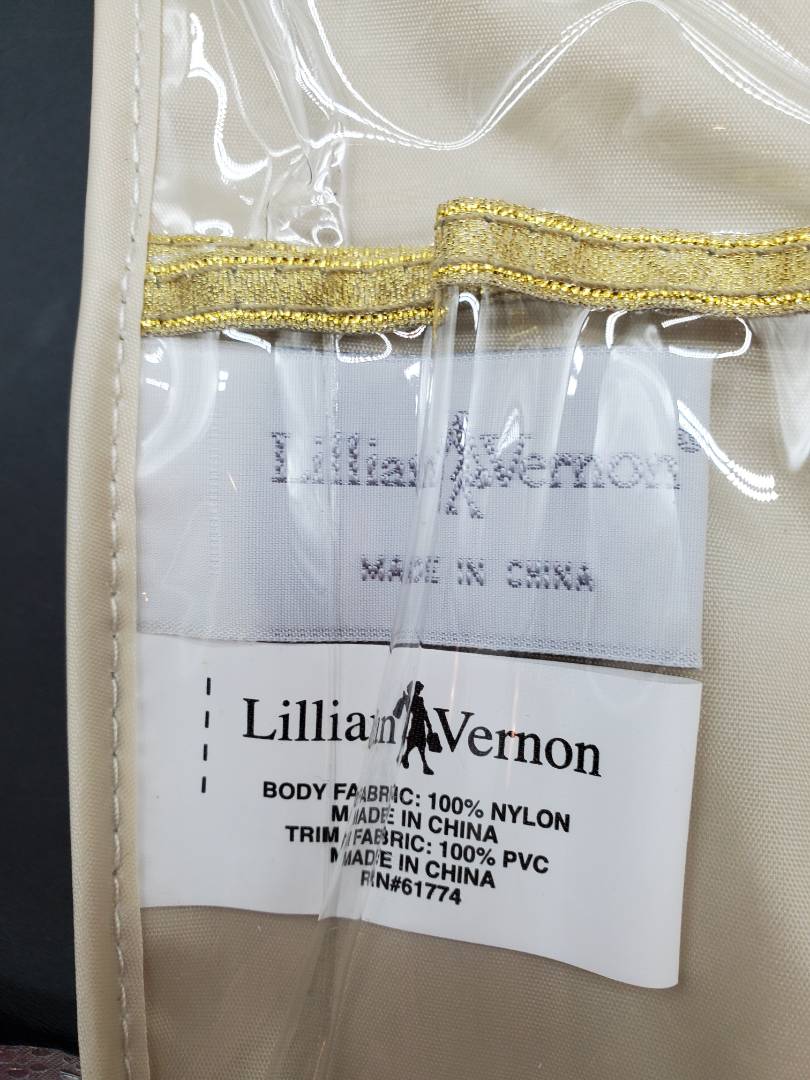 Lillian Vernon®
MADE IN CHINA
Lillian Vernon
BODY FABRIC: 100% NYLON
MADE IN CHINA
TRIM FABRIC: 100% PVC
MADE IN CHINA
RN#61774